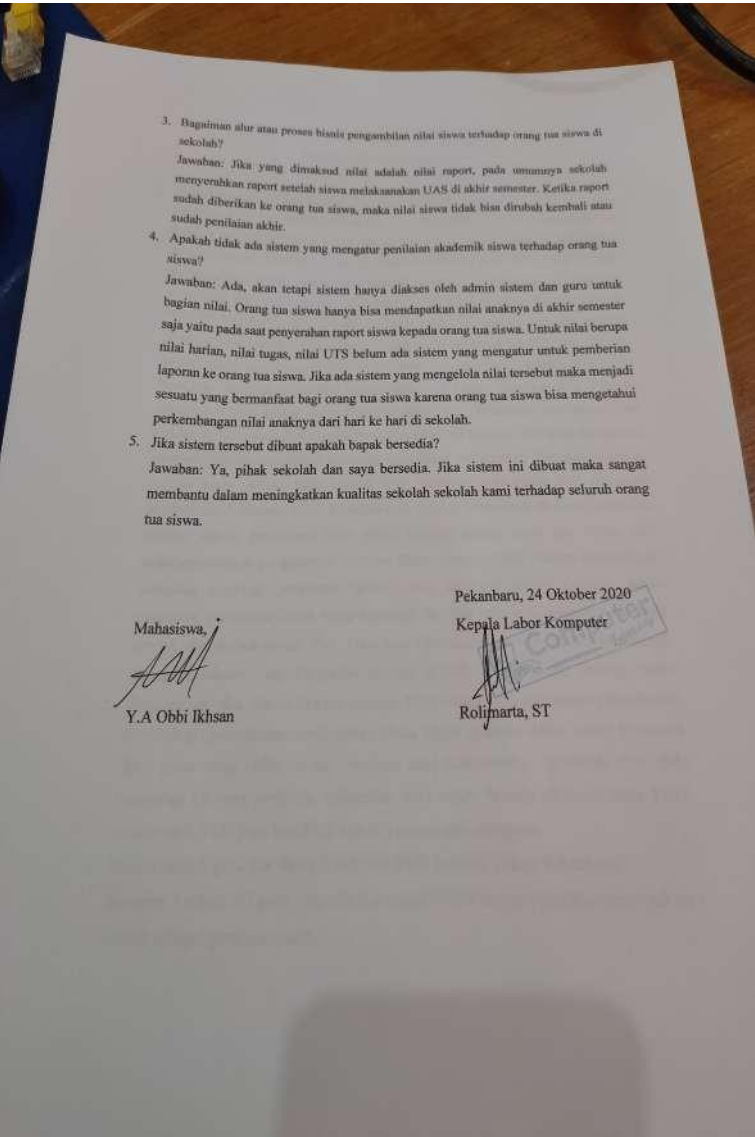 3. Bagaiman alur atau proses bisnis pengambilan nilai siswa terhadap orang tua siswa di
sekolah?
Jawaban: Jika yang dimaksud nilai adalah nilai raport, pada umumnya sekolah
menyerahkan raport setelah siswa melaksanakan UAS di akhir semester. Ketika raport
sudah diberikan ke orang tua siswa, maka nilai siswa tidak bisa dirubah kembali atau
sudah penilaian akhir.
4. Apakah tidak ada sistem yang mengatur penilaian akademik siswa terhadap orang tua
siswa?
Jawaban: Ada, akan tetapi sistem hanya diakses oleh admin sistem dan guru untuk
bagian nilai. Orang tua siswa hanya bisa mendapatkan nilai anaknya di akhir semester
saja yaitu pada saat penyerahan raport siswa kepada orang tua siswa. Untuk nilai berupa
nilai harian, nilai tugas, nilai UTS belum ada sistem yang mengatur untuk pemberian
laporan ke orang tua siswa. Jika ada sistem yang mengelola nilai tersebut maka menjadi
sesuatu yang bermanfaat bagi orang tua siswa karena orang tua siswa bisa mengetahui
perkembangan nilai anaknya dari hari ke hari di sekolah.
5. Jika sistem tersebut dibuat apakah bapak bersedia?
Jawaban: Ya, pihak sekolah dan saya bersedia. Jika sistem ini dibuat maka sangat
membantu dalam meningkatkan kualitas sekolah sekolah kami terhadap seluruh orang
tua siswa.
Pekanbaru, 24 Oktober 2020
Mahasiswa,
Kepala Labor Komputer
Computer
Y.A Obbi Ikhsan
Rolimarta, ST